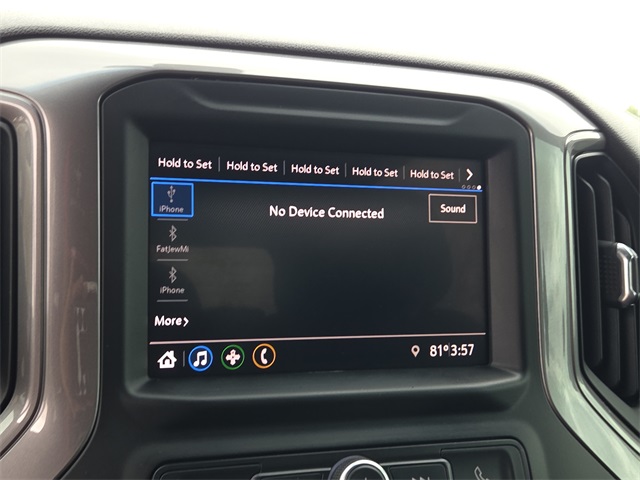 Hold to Set Hold to Set Hold to Set Hold to Set Hold to Set
iPhone
No Device Connected
Sound
FatJewMi
iPhone
More
81° 3:57